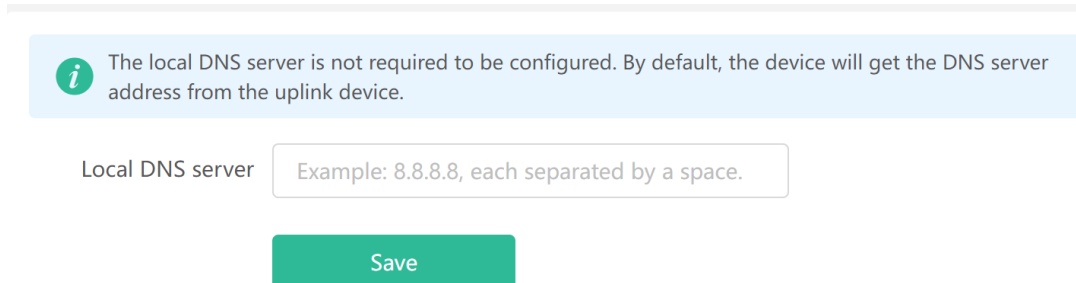 The local DNS server is not required to be configured. By default, the device will get the DNS server
address from the uplink device.
Local DNS server
Example: 8.8.8.8, each separated by a space.
Save